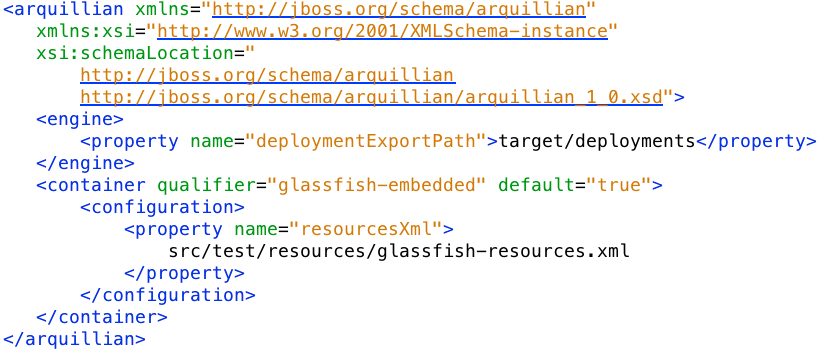 <arquillian xmlns="http://jboss.org/schema/arquillian"
   xmlns:xsi="http://www.w3.org/2001/XMLSchema-instance"
   xsi:schemaLocation="
       http://jboss.org/schema/arquillian
       http://jboss.org/schema/arquillian/arquillian_1_0.xsd">
   <engine>
       <property name="deploymentExportPath">target/deployments</property>
   </engine>
   <container qualifier="glassfish-embedded" default="true">
       <configuration>
           <property name="resourcesXml">
               src/test/resources/glassfish-resources.xml
           </property>
       </configuration>
   </container>
</arquillian>